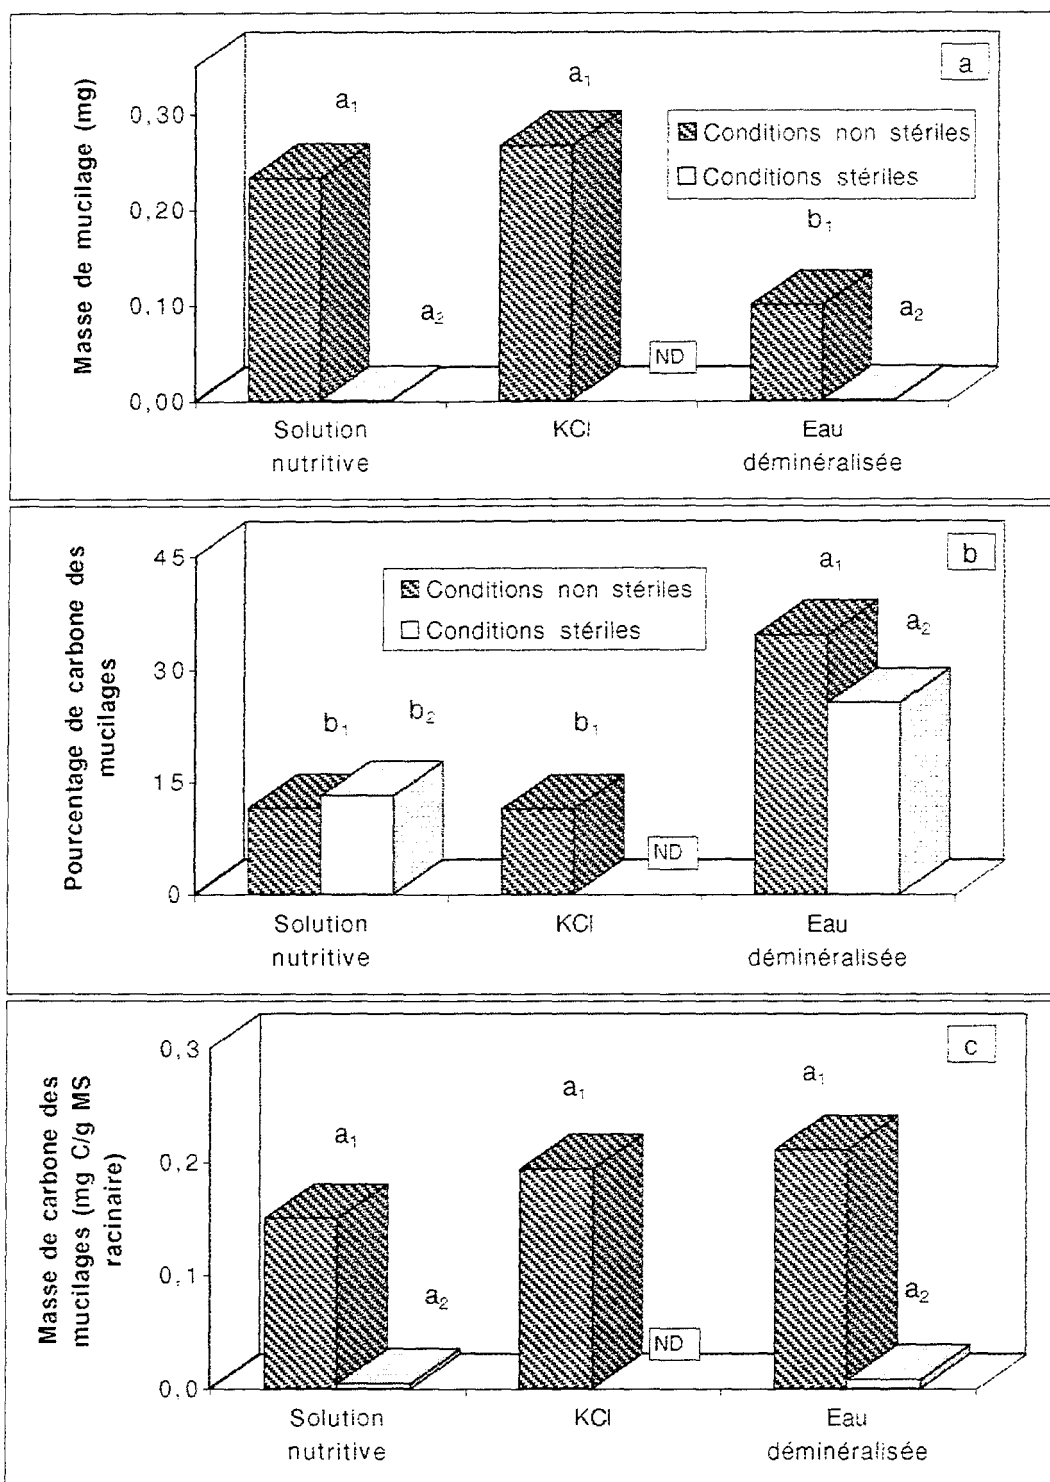 a
Masse de mucilage (mg)
0,30
0,20
0,10
0,00
a₁
a₂
a₁
ND
b₁
a₂
Conditions non stériles
Conditions stériles
Solution
nutritive
KCl
Eau
déminéralisée
b
Pourcentage de carbone des
mucilages
45
30
15
0
Conditions non stériles
Conditions stériles
b₁
b₂
b₁
ND
a₁
a₂
Solution
nutritive
KCl
Eau
déminéralisée
c
Masse de carbone des
mucilages (mg C/g MS
racinaire)
0,3
0,2
0,1
0,0
a₁
a₂
a₁
ND
a₁
a₂
Solution
nutritive
KCl
Eau
déminéralisée